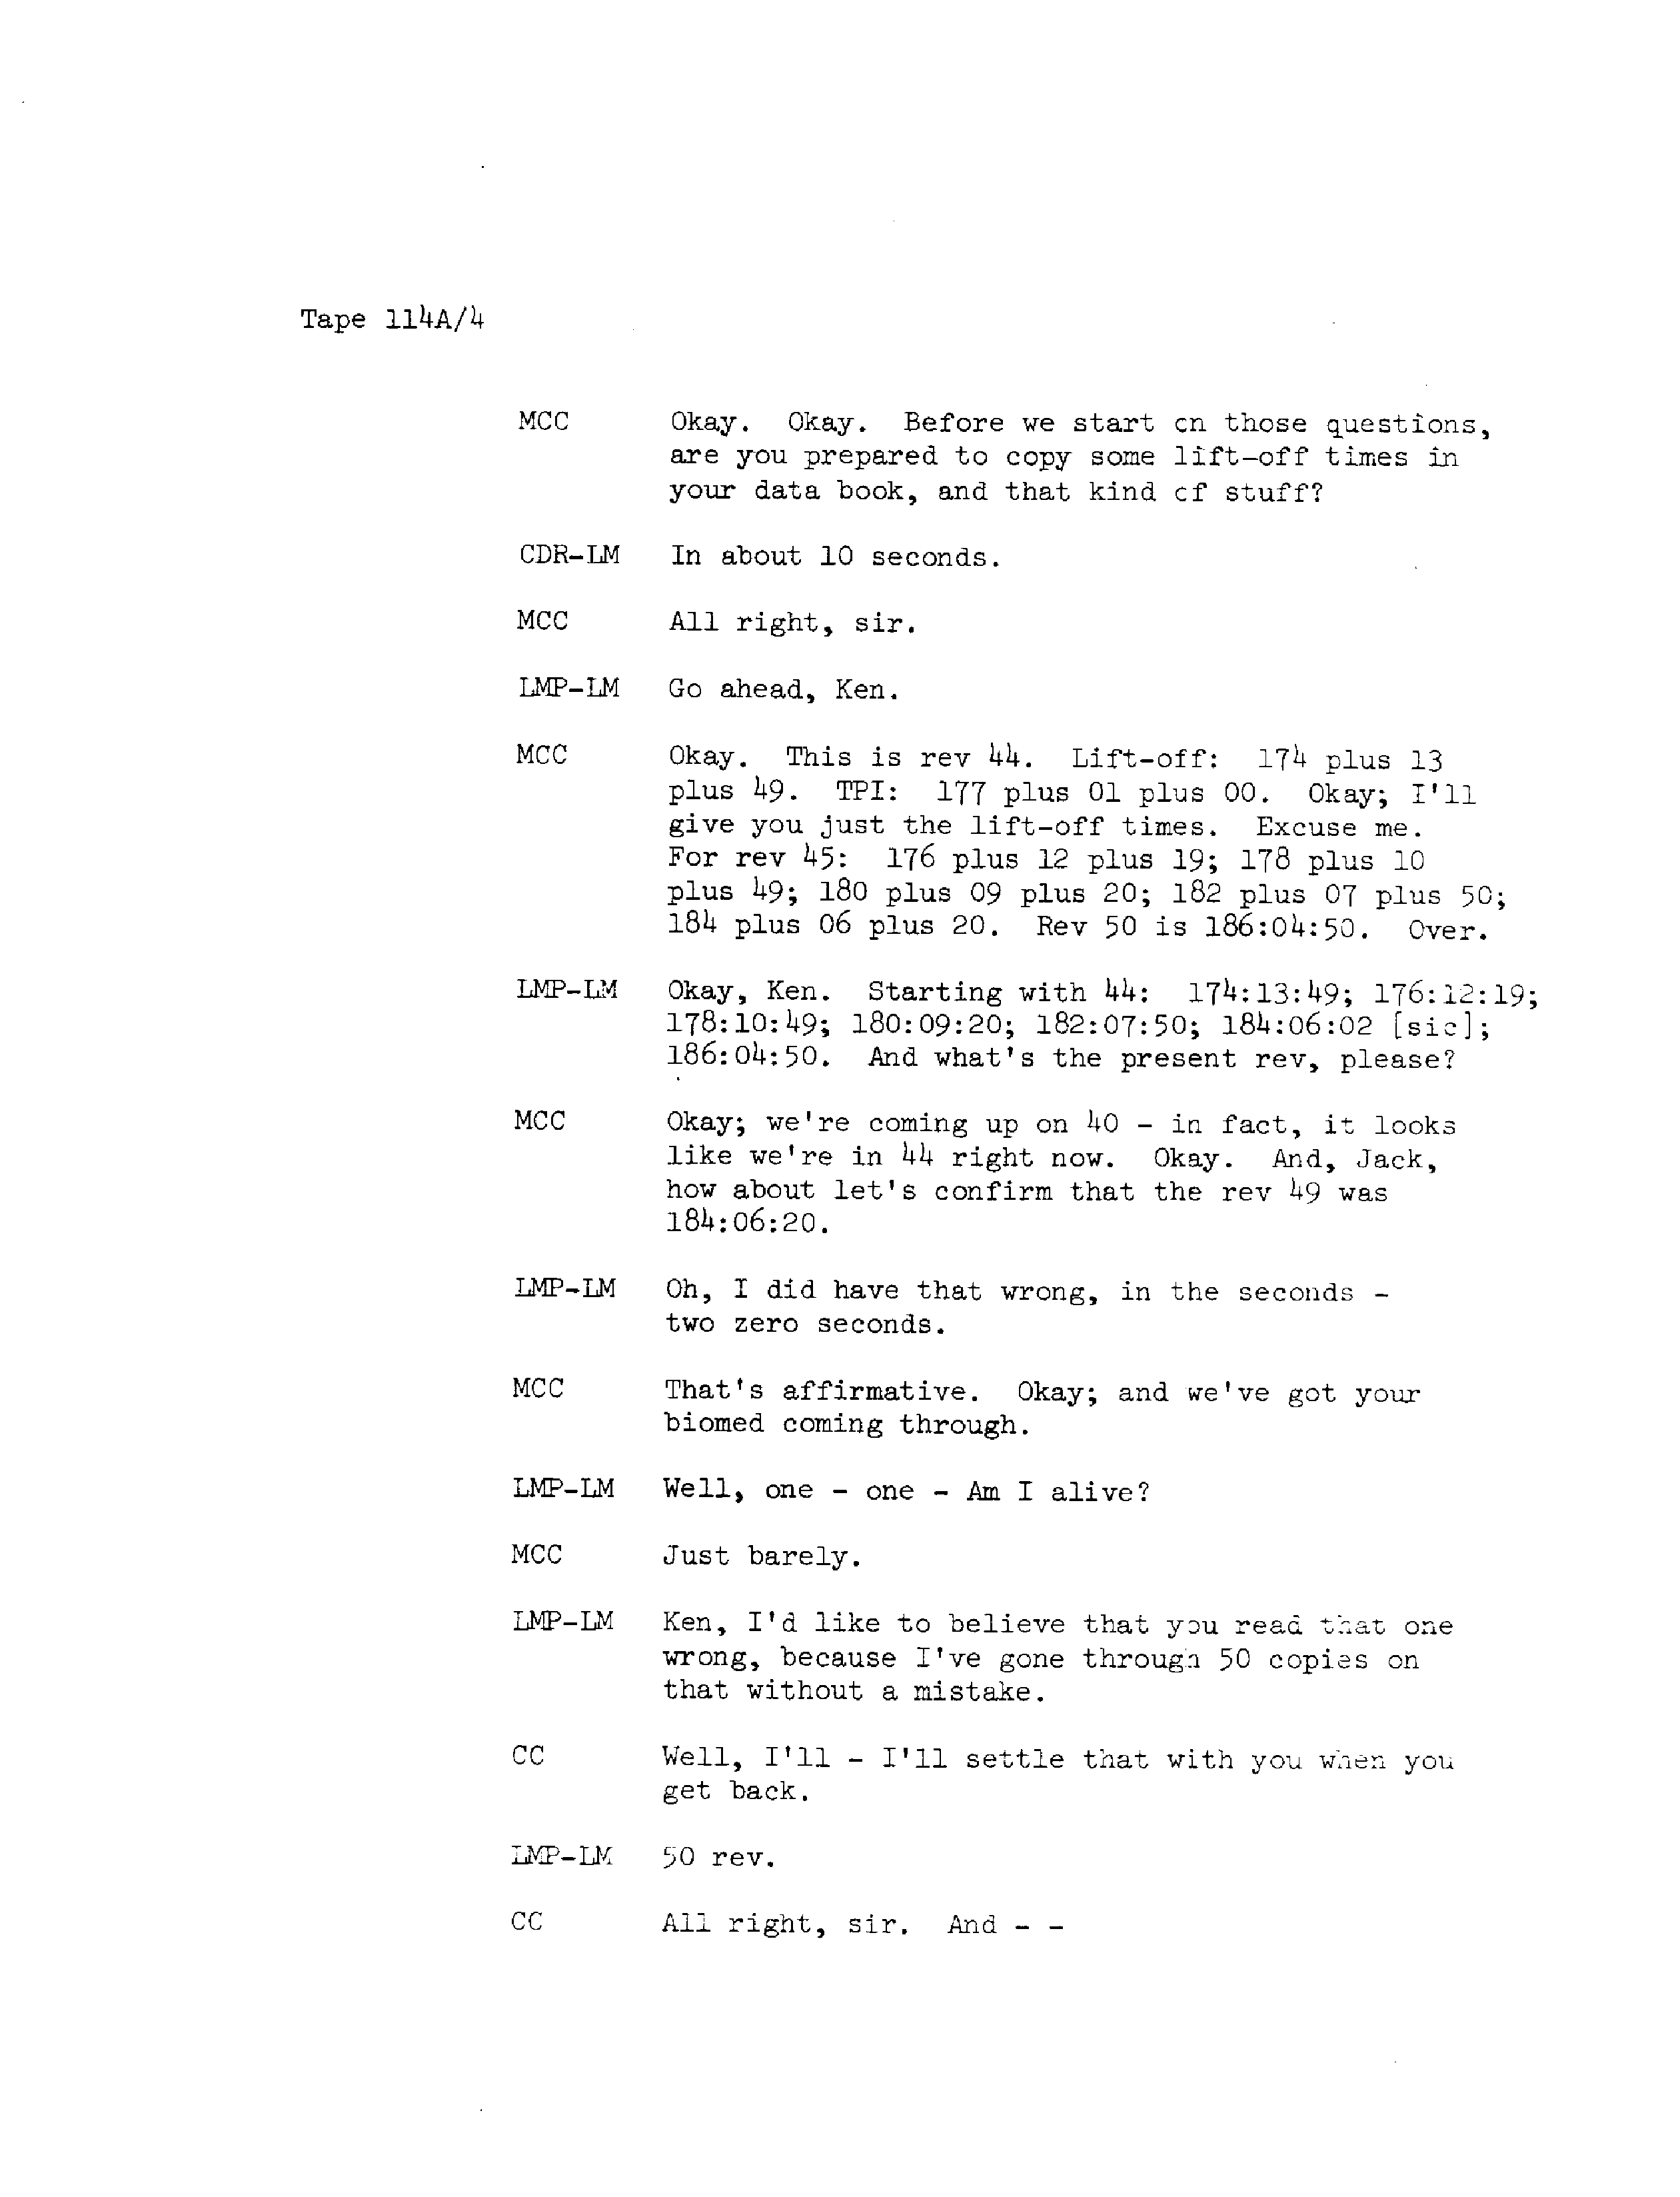 Tape 114A/4
MCC Okay. Okay. Before we start cn those questions,
are you prepared to copy some lift-off times in
your data book, and that kind cf stuff?
CDR-LM In about 10 seconds.
MCC All right, sir.
LMP-LM Go ahead, Ken.
MCC Okay. This is rev 44. Lift-off: 174 plus 13
plus 49. TPI: 177 plus 01 plus 00. Okay; I'll
give you just the lift-off times. Excuse me.
For rev 45: 176 plus 12 plus 19; 178 plus 10
plus 49; 180 plus 09 plus 20; 182 plus 07 plus 50;
184 plus 06 plus 20. Rev 50 is 186:04:50. Over.
LMP-LM Okay, Ken. Starting with 44: 174:13:49; 176:12:19;
178:10:49; 180:09:20; 182:07:50; 184:06:02 [sic];
186:04:50. And what's the present rev, please?
MCC Okay; we're coming up on 40 - in fact, it looks
like we're in 44 right now. Okay. And, Jack,
how about let's confirm that the rev 49 was
184:06:20.
LMP-LM Oh, I did have that wrong, in the seconds -
two zero seconds.
MCC That's affirmative. Okay; and we've got your
biomed coming through.
LMP-LM Well, one - one - Am I alive?
MCC Just barely.
LMP-LM Ken, I'd like to believe that you read that one
wrong, because I've gone through 50 copies on
that without a mistake.
CC Well, I'll - I'll settle that with you when you
get back.
LMP-LM 50 rev.
CC All right, sir. And - -